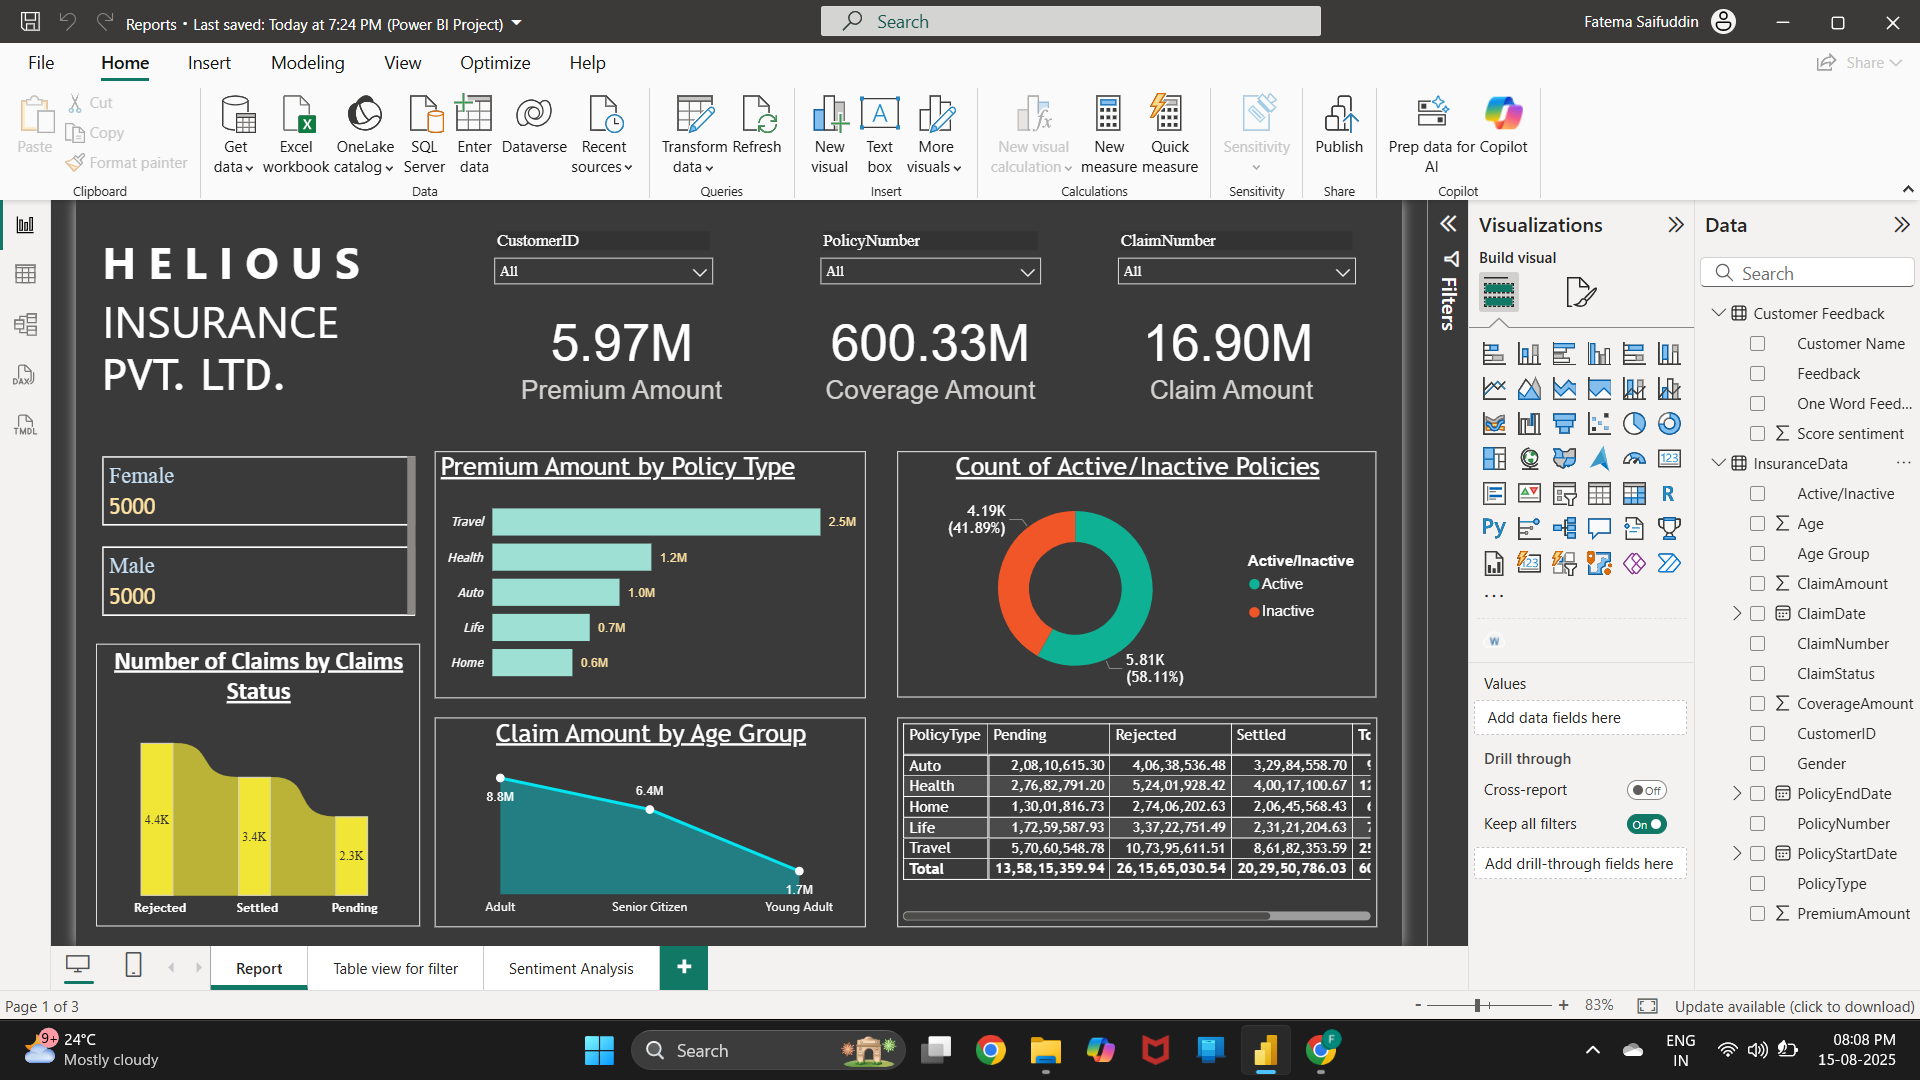 Reports • Last saved: Today at 7:24 PM (Power BI Project)
Search
Fatema Saifuddin
File Home Insert Modeling View Optimize Help
Share
Paste
Cut
Copy
Format painter
Clipboard
Get data
Excel workbook
OneLake catalog
SQL Server
Enter data
Dataverse
Recent sources
Data
Transform data
Refresh
Queries
New visual
Text box
More visuals
Insert
New visual calculation
New measure
Quick measure
Calculations
Sensitivity
Sensitivity
Publish
Share
Prep data for AI
Copilot
Copilot
HELIOUS
INSURANCE
PVT. LTD.
CustomerID
All
PolicyNumber
All
ClaimNumber
All
5.97M
Premium Amount
600.33M
Coverage Amount
16.90M
Claim Amount
Female
5000
Male
5000
Premium Amount by Policy Type
Travel 2.5M
Health 1.2M
Auto 1.0M
Life 0.7M
Home 0.6M
Count of Active/Inactive Policies
4.19K
(41.89%)
5.81K
(58.11%)
Active/Inactive
Active
Inactive
Number of Claims by Claims
Status
4.4K
3.4K
2.3K
Rejected Settled Pending
Claim Amount by Age Group
8.8M
6.4M
1.7M
Adult Senior Citizen Young Adult
PolicyType Pending Rejected Settled
Auto 2,08,10,615.30 4,06,38,536.48 3,29,84,558.70
Health 2,76,82,791.20 5,24,01,928.42 4,00,17,100.67
Home 1,30,01,816.73 2,74,06,202.63 2,06,45,568.43
Life 1,72,59,587.93 3,37,22,751.49 2,31,21,204.63
Travel 5,70,60,548.78 10,73,95,611.51 8,61,82,353.59
Total 13,58,15,359.94 26,15,65,030.54 20,29,50,786.03
Filters
Visualizations
Build visual
Values
Add data fields here
Drill through
Cross-report Off
Keep all filters On
Add drill-through fields here
Data
Search
Customer Feedback
Customer Name
Feedback
One Word Feed...
Score sentiment
InsuranceData
Active/Inactive
Age
Age Group
ClaimAmount
ClaimDate
ClaimNumber
ClaimStatus
CoverageAmount
CustomerID
Gender
PolicyEndDate
PolicyNumber
PolicyStartDate
PolicyType
PremiumAmount
DAX
TMDL
Report Table view for filter Sentiment Analysis
Page 1 of 3
83%
Update available (click to download)
9+
24°C
Mostly cloudy
Search
ENG
IN
08:08 PM
15-08-2025